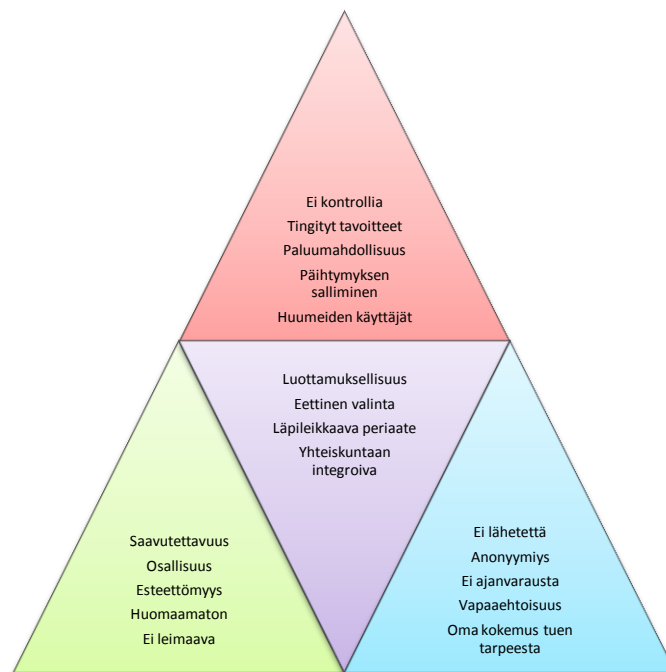 Ei kontrollia
Tingityt tavoitteet
Paluumahdollisuus
Päihtymyksen
salliminen
Huumeiden käyttäjät
Luottamuksellisuus
Eettinen valinta
Läpileikkaava periaate
Yhteiskuntaan
integroiva
Saavutettavuus
Osallisuus
Esteettömyys
Huomaamaton
Ei leimaava
Ei lähetettä
Anonyymiys
Ei ajanvarausta
Vapaaehtoisuus
Oma kokemus tuen
tarpeesta